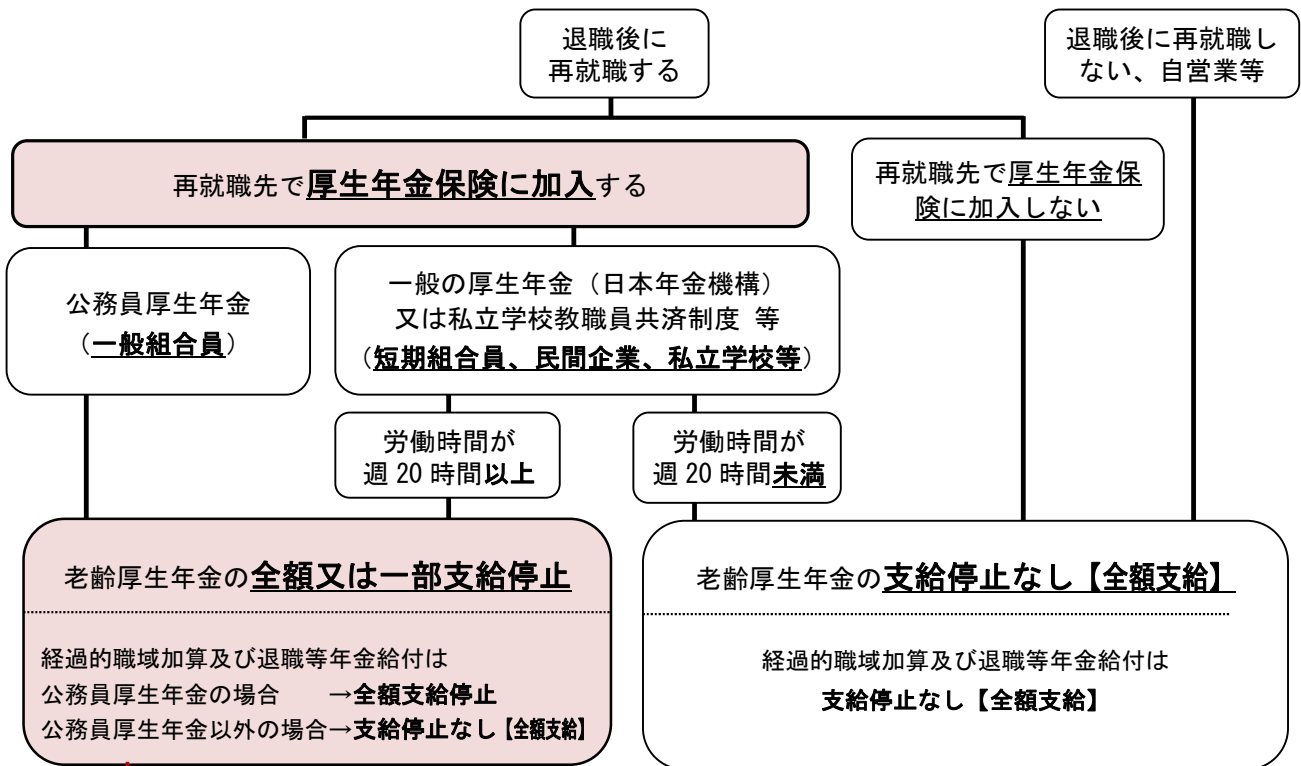 退職後に
再就職する
退職後に再就職し
ない、自営業等
再就職先で厚生年金保険に加入する
再就職先で厚生年金保
険に加入しない
公務員厚生年金
（一般組合員）
一般の厚生年金（日本年金機構）
又は私立学校教職員共済制度 等
（短期組合員、民間企業、私立学校等）
労働時間が
週 20 時間以上
労働時間が
週 20 時間未満
老齢厚生年金の全額又は一部支給停止
経過的職域加算及び退職等年金給付は
公務員厚生年金の場合　　→全額支給停止
公務員厚生年金以外の場合→支給停止なし【全額支給】
老齢厚生年金の支給停止なし【全額支給】
経過的職域加算及び退職等年金給付は
支給停止なし【全額支給】